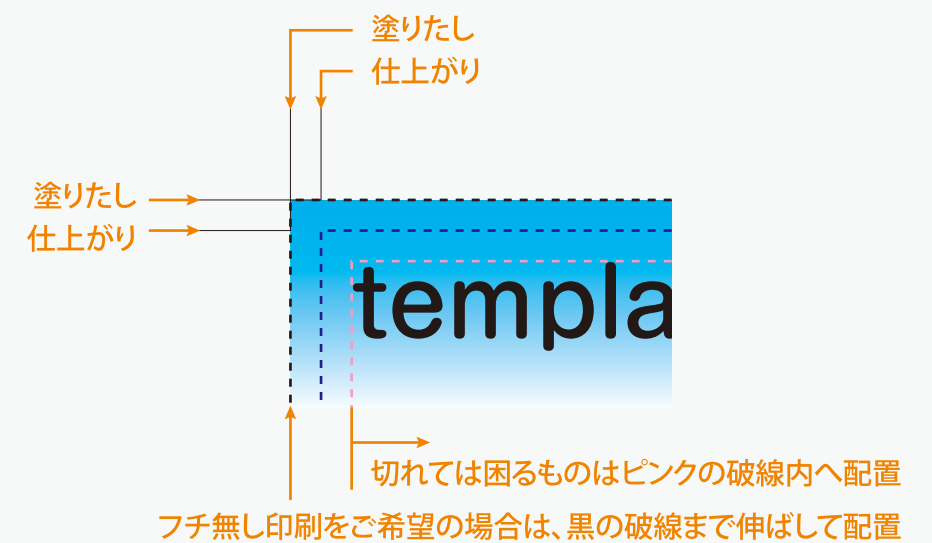 塗りたし
仕上がり
塗りたし
仕上がり
templa
切れては困るものはピンクの破線内へ配置
フチ無し印刷をご希望の場合は、黒の破線まで伸ばして配置